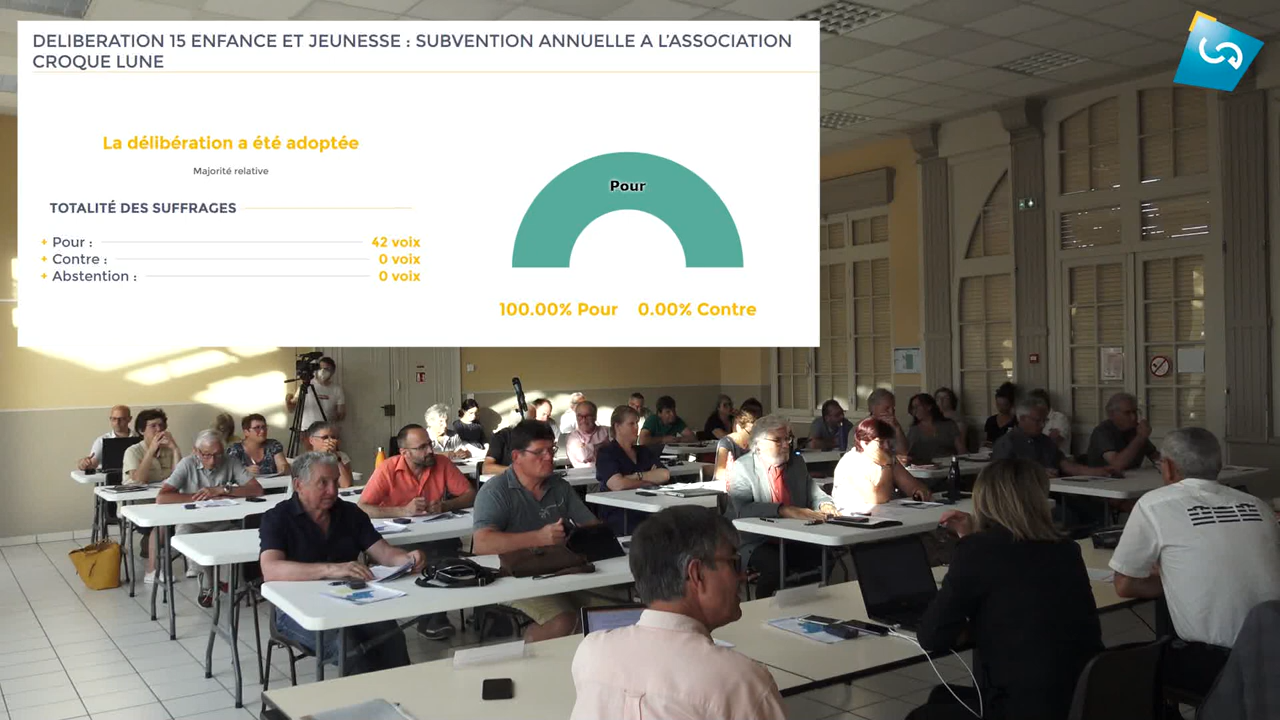 DELIBERATION 15 ENFANCE ET JEUNESSE : SUBVENTION ANNUELLE A L'ASSOCIATION
CROQUE LUNE
La délibération a été adoptée
Majorité relative
TOTALITÉ DES SUFFRAGES
+ Pour : 42 voix
+ Contre : 0 voix
+ Abstention : 0 voix
Pour
100.00% Pour 0.00% Contre